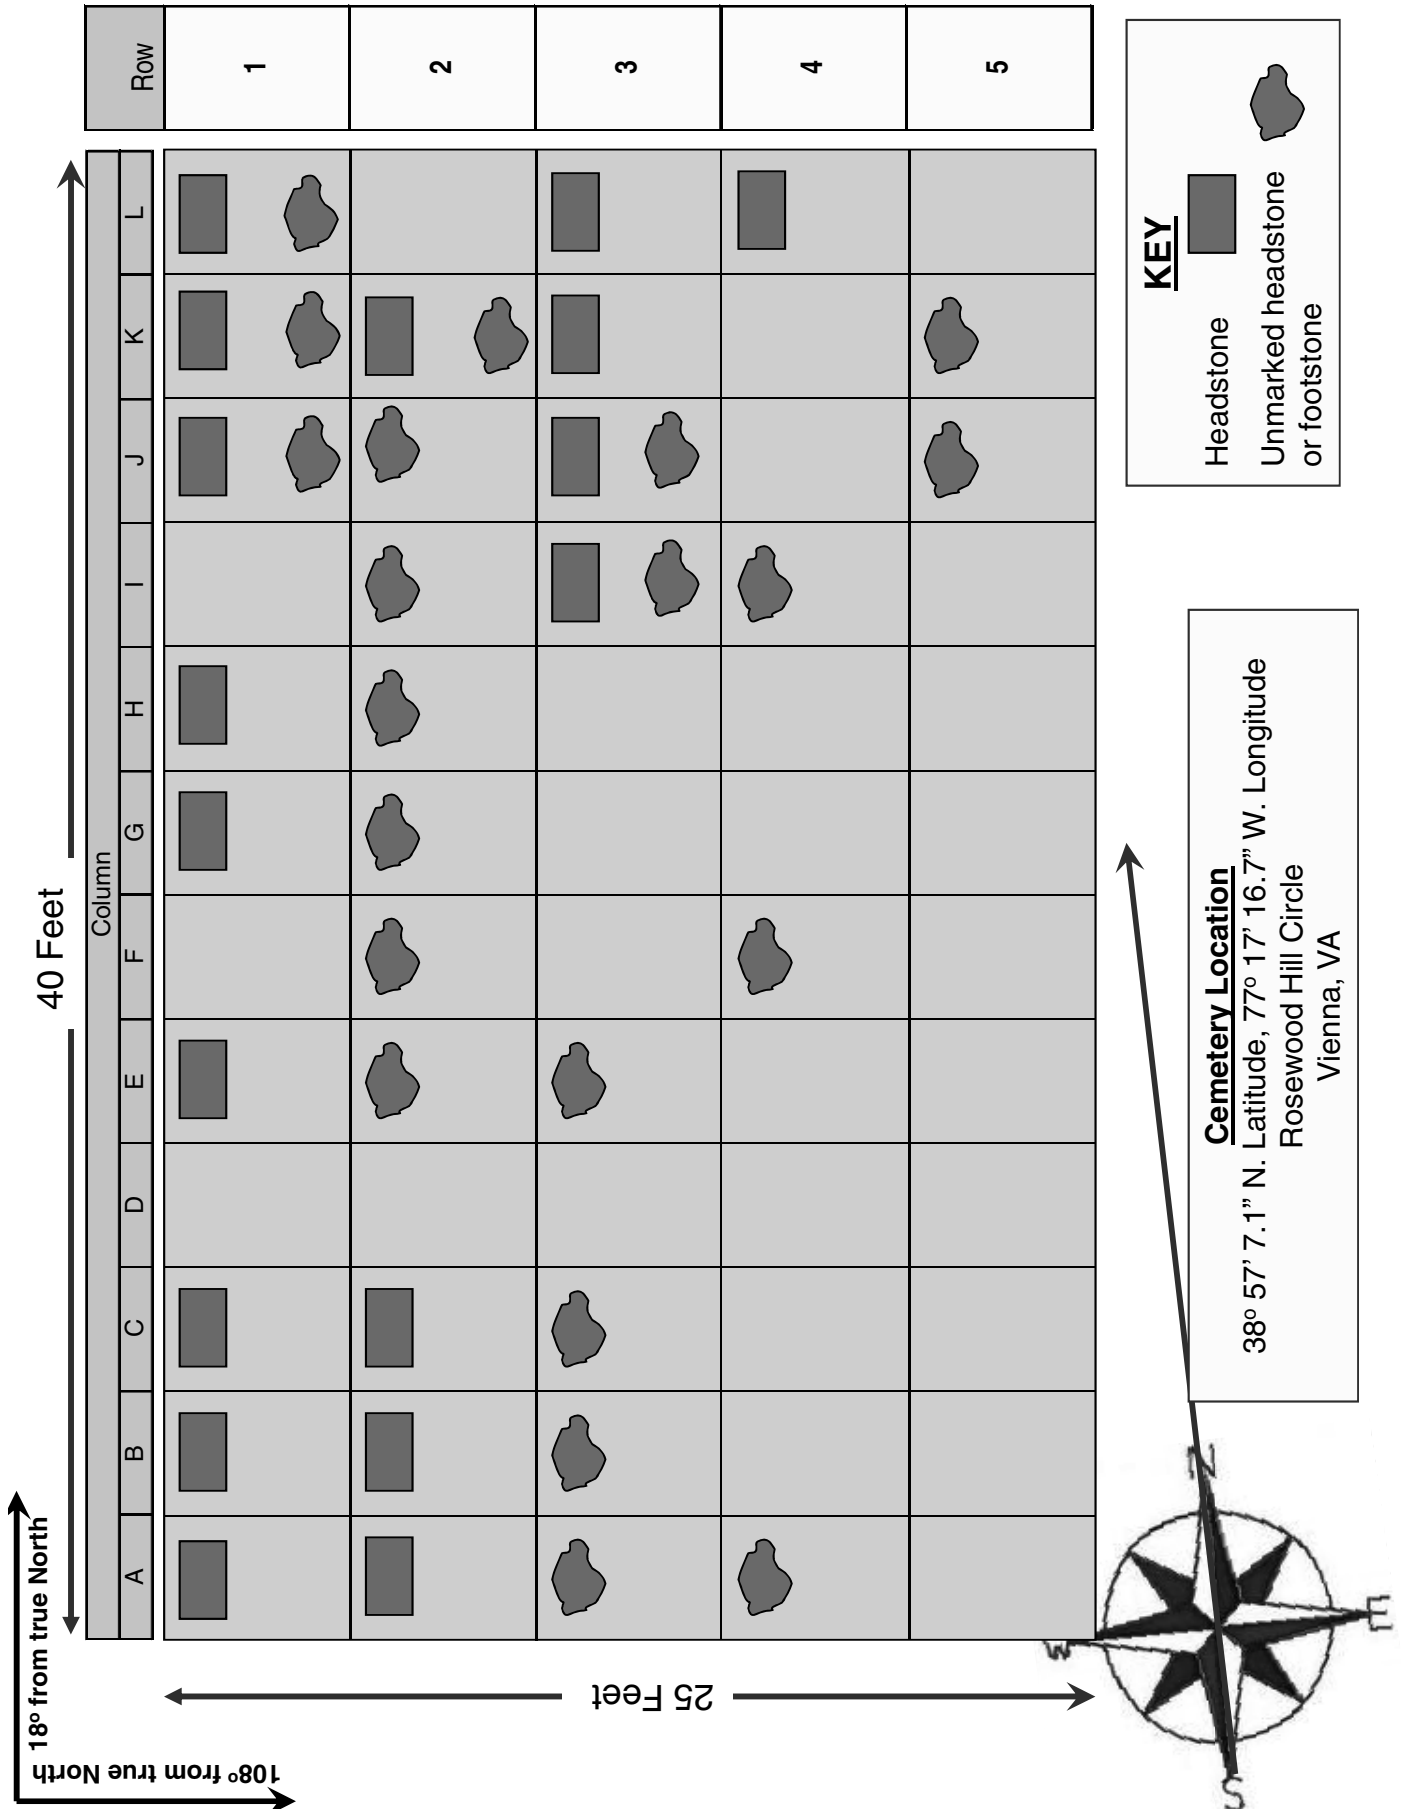 40 Feet
Column
A B C D E F G H I J K L
Row
1
2
3
4
5
25 Feet
18º from true North
108º from true North
KEY
Headstone
Unmarked headstone
or footstone
Cemetery Location
38º 57’ 7.1” N. Latitude, 77º 17’ 16.7” W. Longitude
Rosewood Hill Circle
Vienna, VA
N
E
S
W